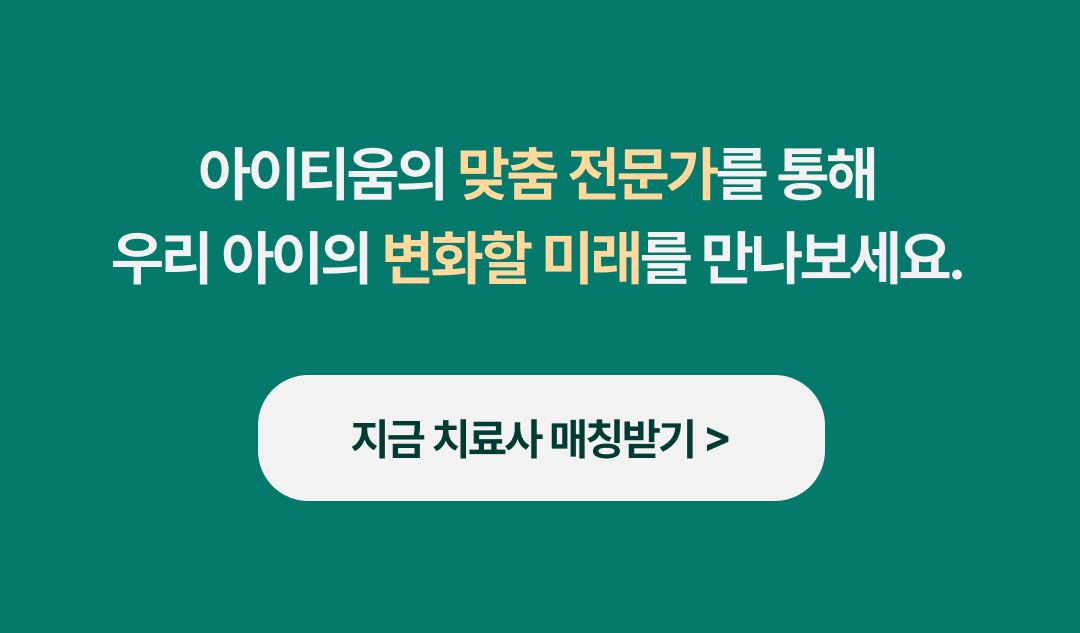 아이티움의 맞춤 전문가를 통해
우리 아이의 변화할 미래를 만나보세요.
지금 치료사 매칭받기 >